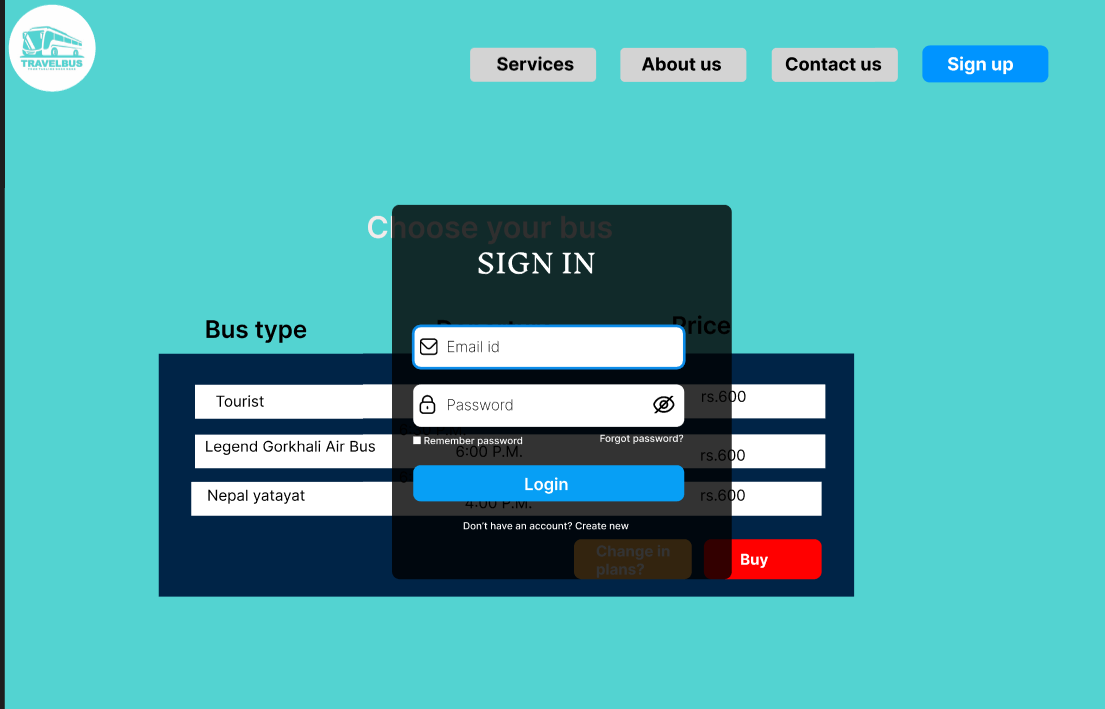 TRAVELBUS
Services
About us
Contact us
Sign up
Choose your bus
SIGN IN
Bus type
Price
Email id
Tourist
rs.600
Password
Remember password
Forgot password?
Legend Gorkhali Air Bus
6:00 P.M.
rs.600
Login
Nepal yatayat
4:00 P.M.
rs.600
Don't have an account? Create new
Change in
plans?
Buy